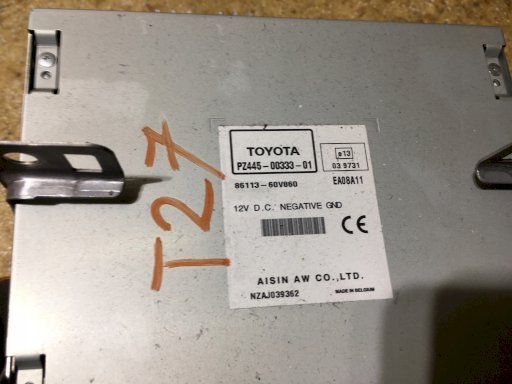 TOYOTA
PZ445-00333-01
e13
03 9731
86113-60V860
EA08A11
12V D.C. NEGATIVE GND
CE
AISIN AW CO.,LTD.
NZAJ039362
MADE IN BELGIUM
T27